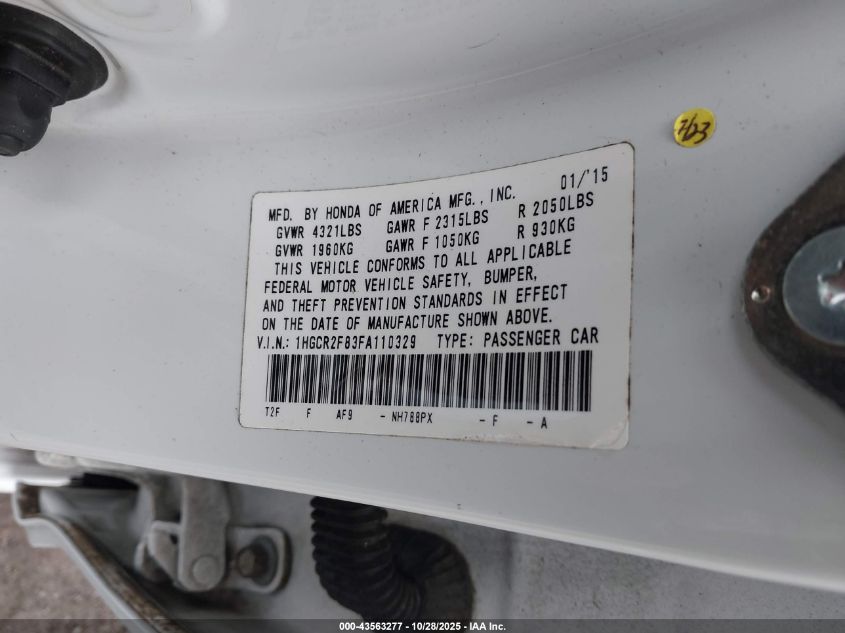 7623
01/'15
MFD. BY HONDA OF AMERICA MFG., INC.
GVWR 4321LBS GAWR F 2315LBS R 2050LBS
GVWR 1960KG GAWR F 1050KG R 930KG
THIS VEHICLE CONFORMS TO ALL APPLICABLE
FEDERAL MOTOR VEHICLE SAFETY, BUMPER,
AND THEFT PREVENTION STANDARDS IN EFFECT
ON THE DATE OF MANUFACTURE SHOWN ABOVE.
V.I.N.: 1HGCR2F83FA110329 TYPE: PASSENGER CAR
T2F F AF9 - NH788PX - F - A
000-43563277 | 10/28/2025 | IAA Inc.